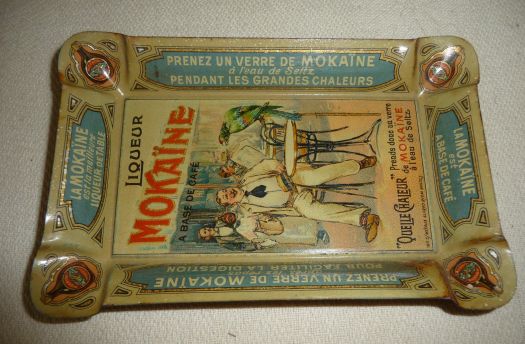 PRENEZ UN VERRE DE MOKAÏNE
à l'eau de Seltz
PENDANT LES GRANDES CHALEURS
LA MOKAÏNE
LIQUEUR
MOKAÏNE
A BASE DE CAFÉ
"QUELLE CHALEUR
"Prends donc un verre
de MOKAÏNE
à l'eau de Seltz.
LA MOKAÏNE
est
A BASE DE CAFÉ
PRENEZ UN VERRE DE MOKAÏNE
POUR FACILITER LA DIGESTION